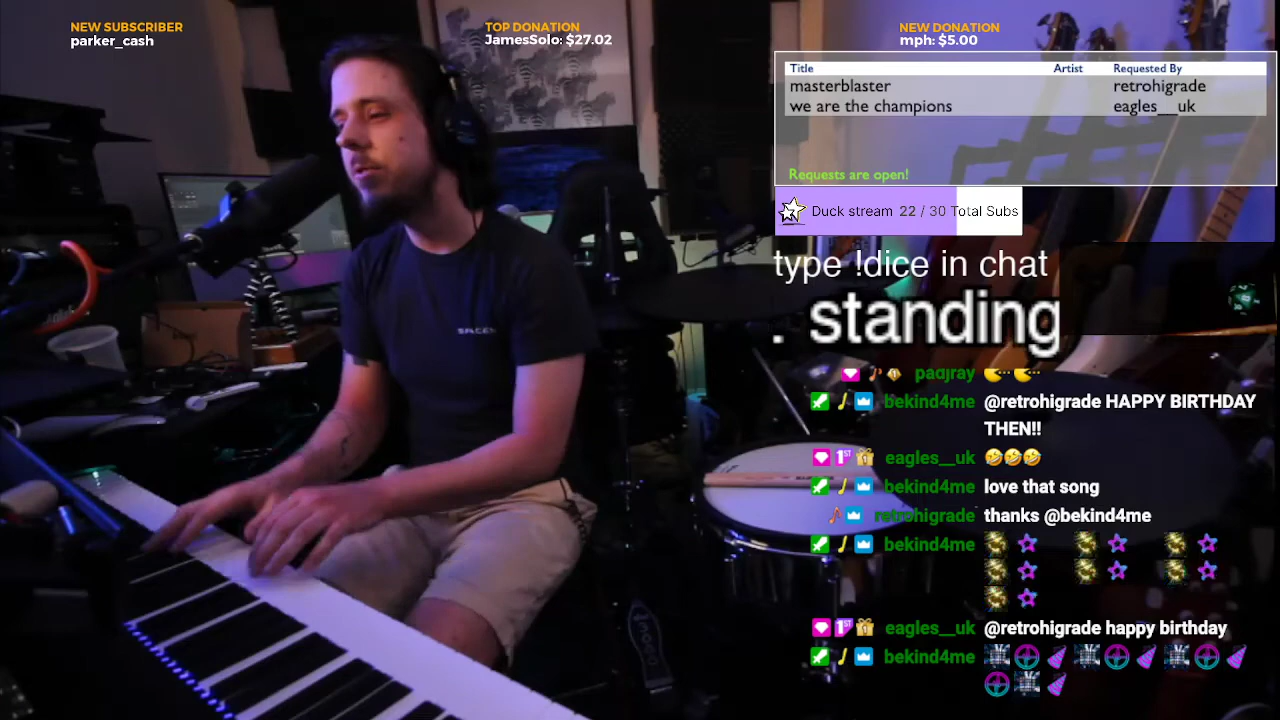 NEW SUBSCRIBER
parker_cash
TOP DONATION
JamesSolo: $27.02
NEW DONATION
mph: $5.00
Title Artist Requested By
masterblaster retrohigrade
we are the champions eagles__uk
Requests are open!
Duck stream 22 / 30 Total Subs
type !dice in chat
. standing
padjray
bekind4me @retrohigrade HAPPY BIRTHDAY
THEN!!
eagles__uk 🤣🤣🤣
bekind4me love that song
retrohigrade thanks @bekind4me
bekind4me
eagles__uk @retrohigrade happy birthday
bekind4me